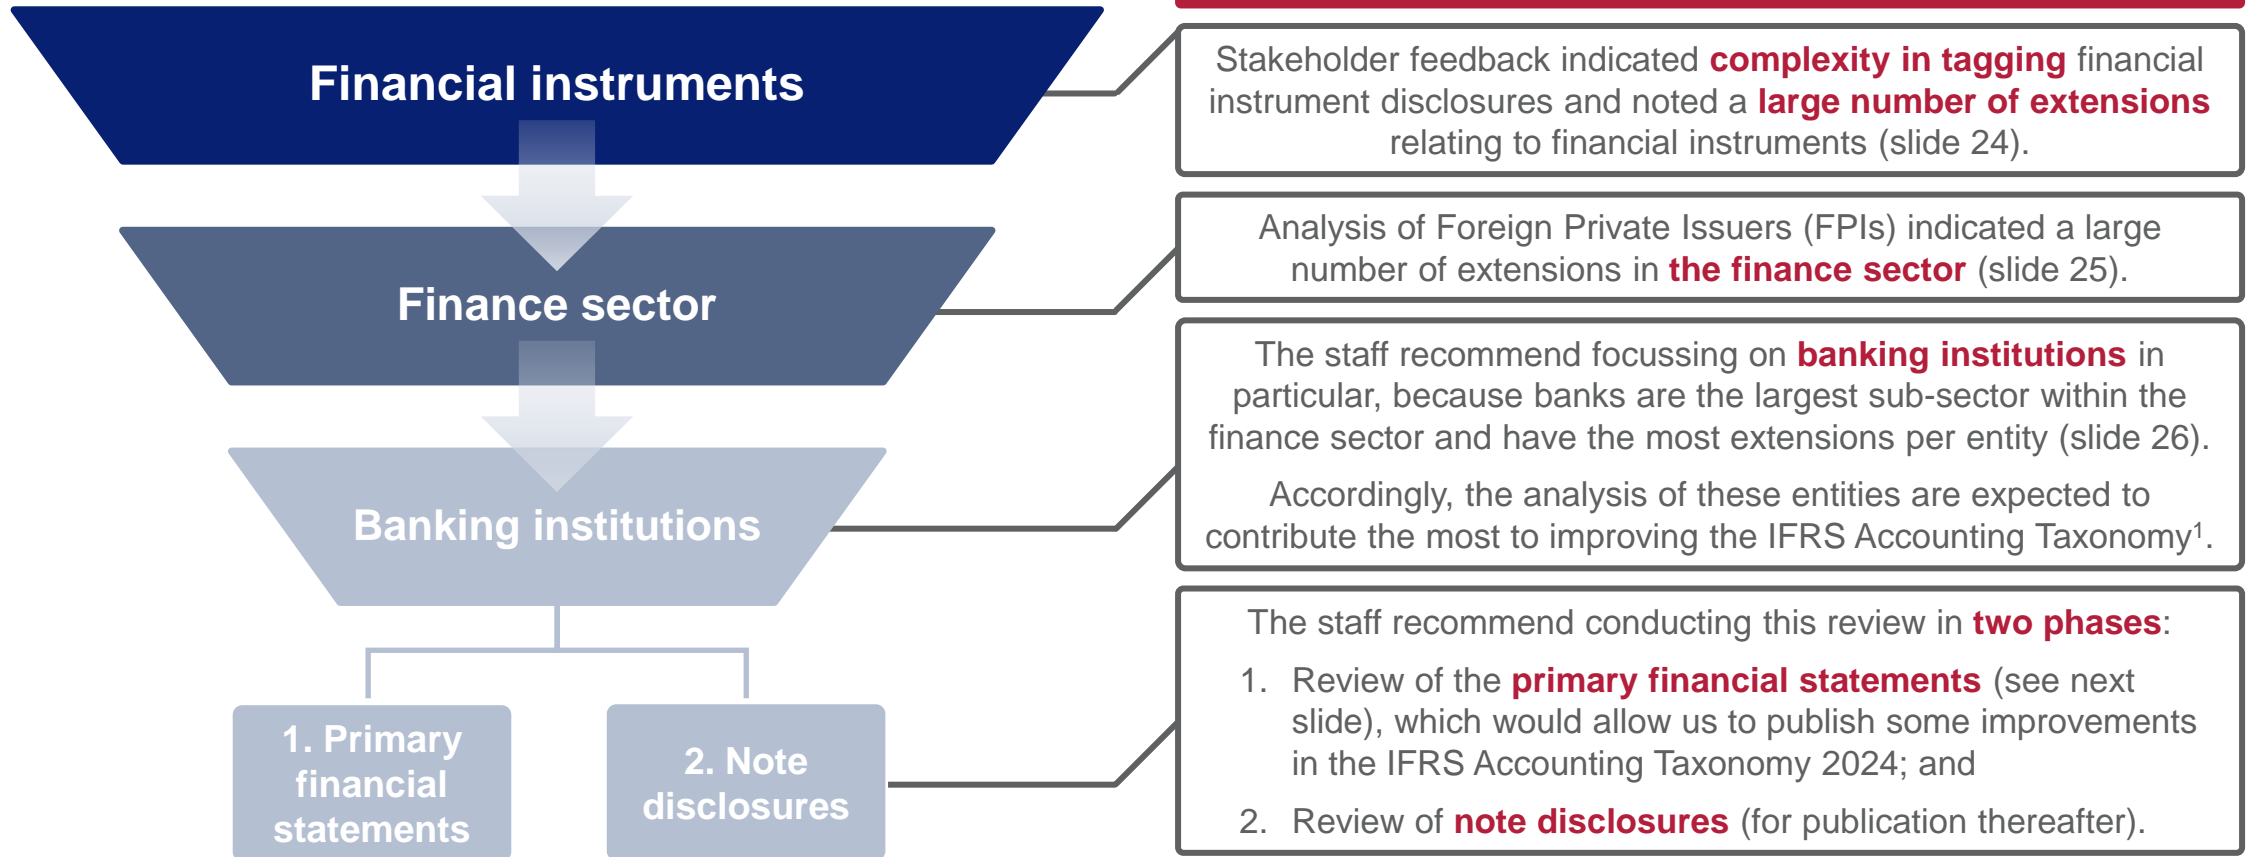 Financial instruments
Stakeholder feedback indicated complexity in tagging financial
instrument disclosures and noted a large number of extensions
relating to financial instruments (slide 24).
Finance sector
Analysis of Foreign Private Issuers (FPIs) indicated a large
number of extensions in the finance sector (slide 25).
Banking institutions
The staff recommend focussing on banking institutions in
particular, because banks are the largest sub-sector within the
finance sector and have the most extensions per entity (slide 26).
Accordingly, the analysis of these entities are expected to
contribute the most to improving the IFRS Accounting Taxonomy¹.
1. Primary
financial
statements
2. Note
disclosures
The staff recommend conducting this review in two phases:
1. Review of the primary financial statements (see next
slide), which would allow us to publish some improvements
in the IFRS Accounting Taxonomy 2024; and
2. Review of note disclosures (for publication thereafter).